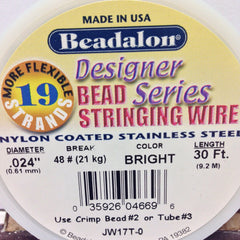 MADE IN USA
Beadalon®
MORE FLEXIBLE
19
STRANDS
Designer
BEAD Series
STRINGING WIRE
NYLON COATED STAINLESS STEEL
DIAMETER BREAK COLOR LENGTH
.024" 48 # (21 kg) BRIGHT 30 Ft.
(0.61 mm) (9.2 M)
0 35926 04669 6
Use Crimp Bead#2 or Tube#3
JW17T-0
PA 19382